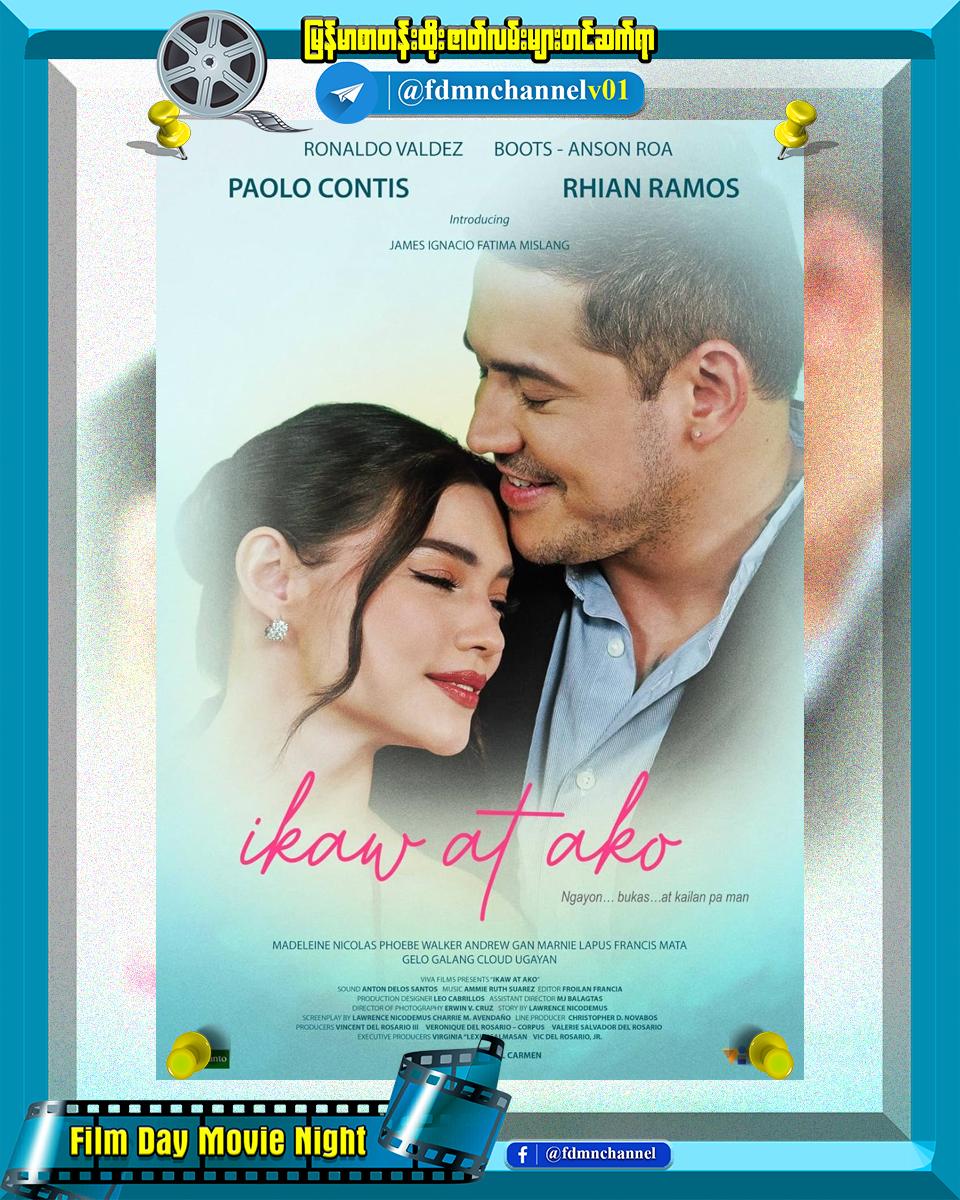 မြန်မာစာတန်းထိုးဇာတ်လမ်းများတင်ဆက်ရာ
@fdmnchannelv01
RONALDO VALDEZ BOOTS - ANSON ROA
PAOLO CONTIS RHIAN RAMOS
Introducing
JAMES IGNACIO FATIMA MISLANG
ikaw at ako
Ngayon... bukas...at kailan pa man
MADELEINE NICOLAS PHOEBE WALKER ANDREW GAN MARNIE LAPUS FRANCIS MATA
GELO GALANG CLOUD UGAYAN
VIVA FILMS PRESENTS "IKAW AT AKO"
SOUND ANTON DELOS SANTOS MUSIC AMMIE RUTH SUAREZ EDITOR FROILAN FRANCIA
PRODUCTION DESIGNER LEO CABRILLOS ASSISTANT DIRECTOR MJ BALAGTAS
DIRECTOR OF PHOTOGRAPHY ERWIN V. CRUZ STORY BY LAWRENCE NICODEMUS
SCREENPLAY BY LAWRENCE NICODEMUS CHARRIE M. AVENDAÑO LINE PRODUCER CHRISTOPHER D. NOVABOS
PRODUCERS VINCENT DEL ROSARIO III VERONIQUE DEL ROSARIO – CORPUS VALERIE SALVADOR DEL ROSARIO
EXECUTIVE PRODUCERS VIRGINIA VIC DEL ROSARIO, JR.
CARMEN
Film Day Movie Night
@fdmnchannel